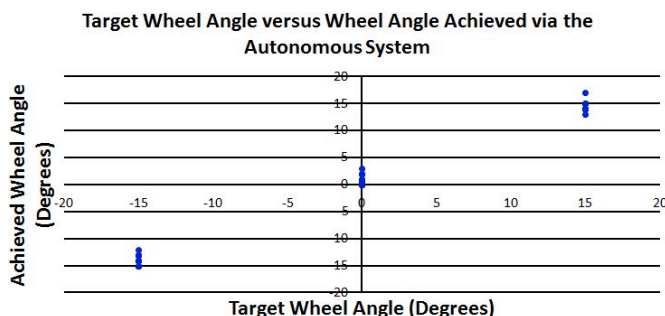 Target Wheel Angle versus Wheel Angle Achieved via the
Autonomous System
20
15
10
5
0
-5
-10
-15
-20
-20 -15 -10 -5 0 5 10 15 20
Achieved Wheel Angle
(Degrees)
Target Wheel Angle (Degrees)